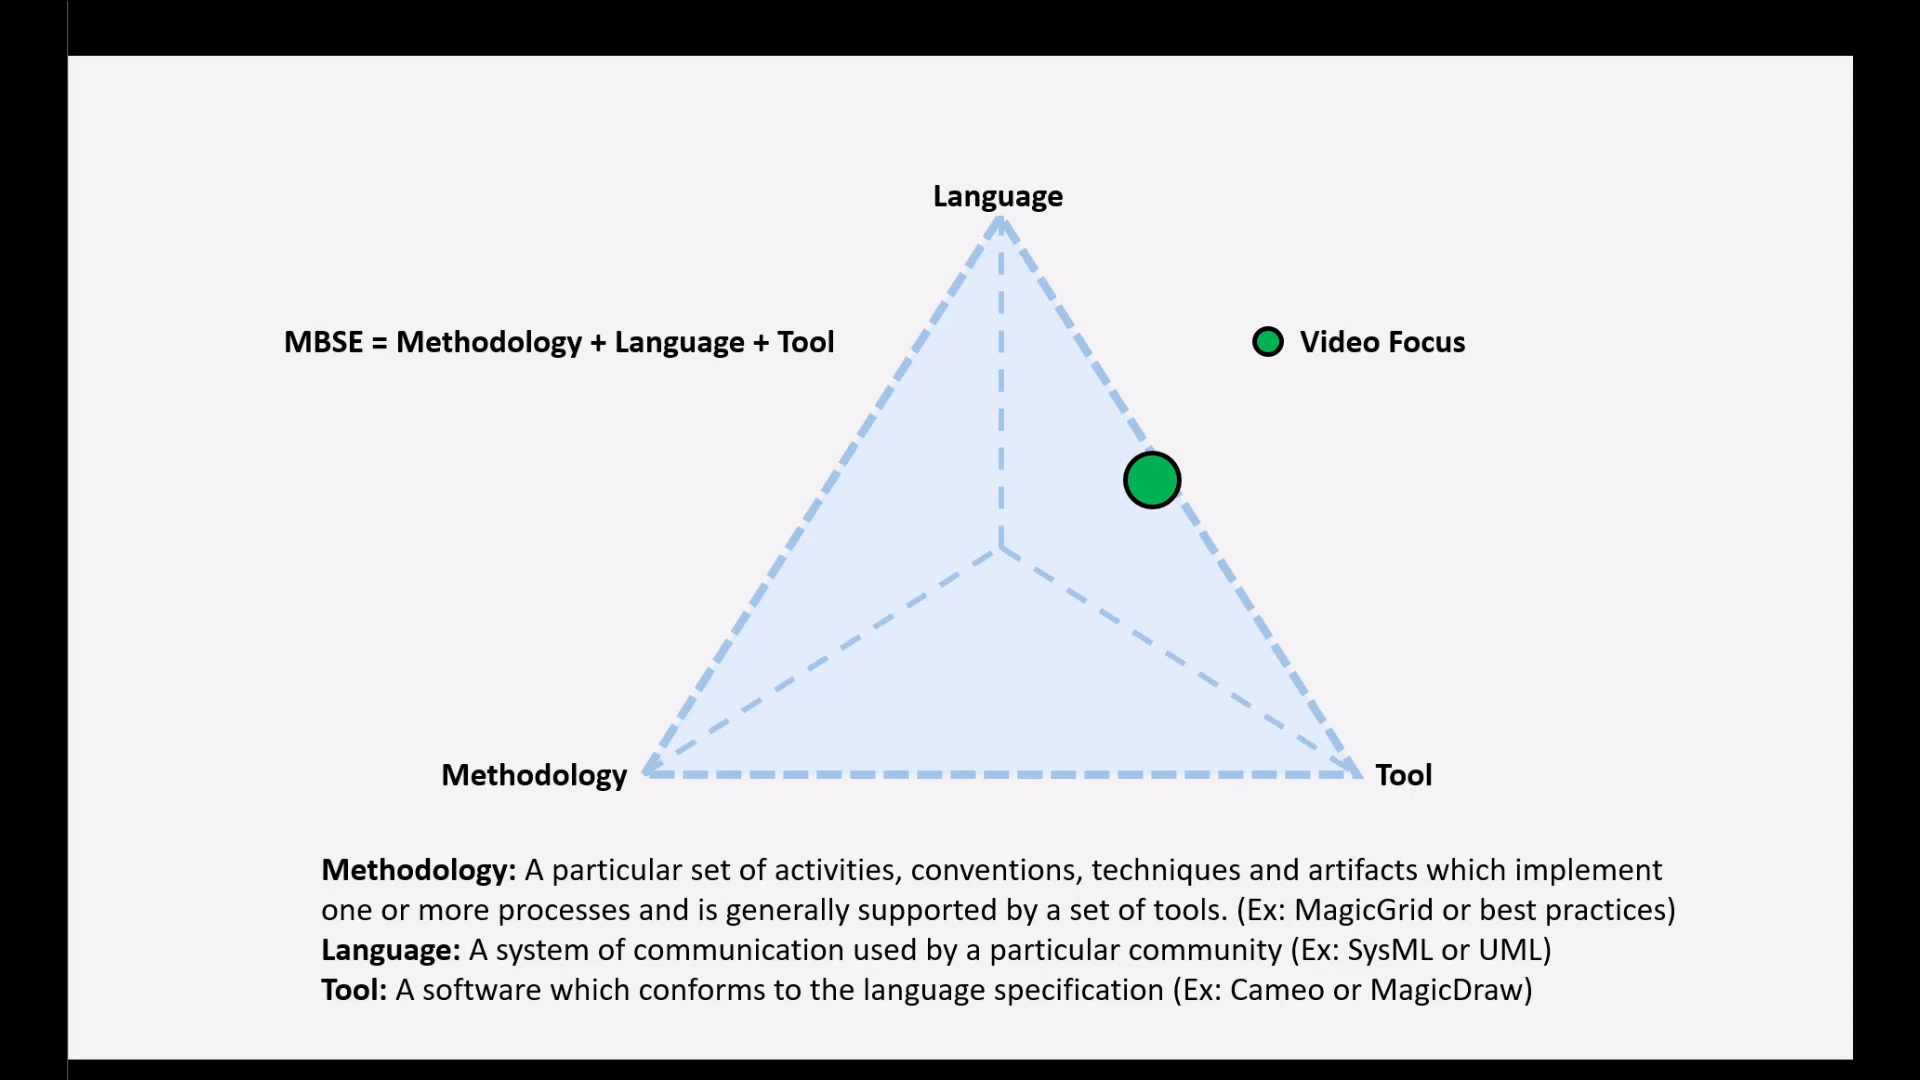 Language
MBSE = Methodology + Language + Tool
Video Focus
Methodology
Tool
Methodology: A particular set of activities, conventions, techniques and artifacts which implement
one or more processes and is generally supported by a set of tools. (Ex: MagicGrid or best practices)
Language: A system of communication used by a particular community (Ex: SysML or UML)
Tool: A software which conforms to the language specification (Ex: Cameo or MagicDraw)